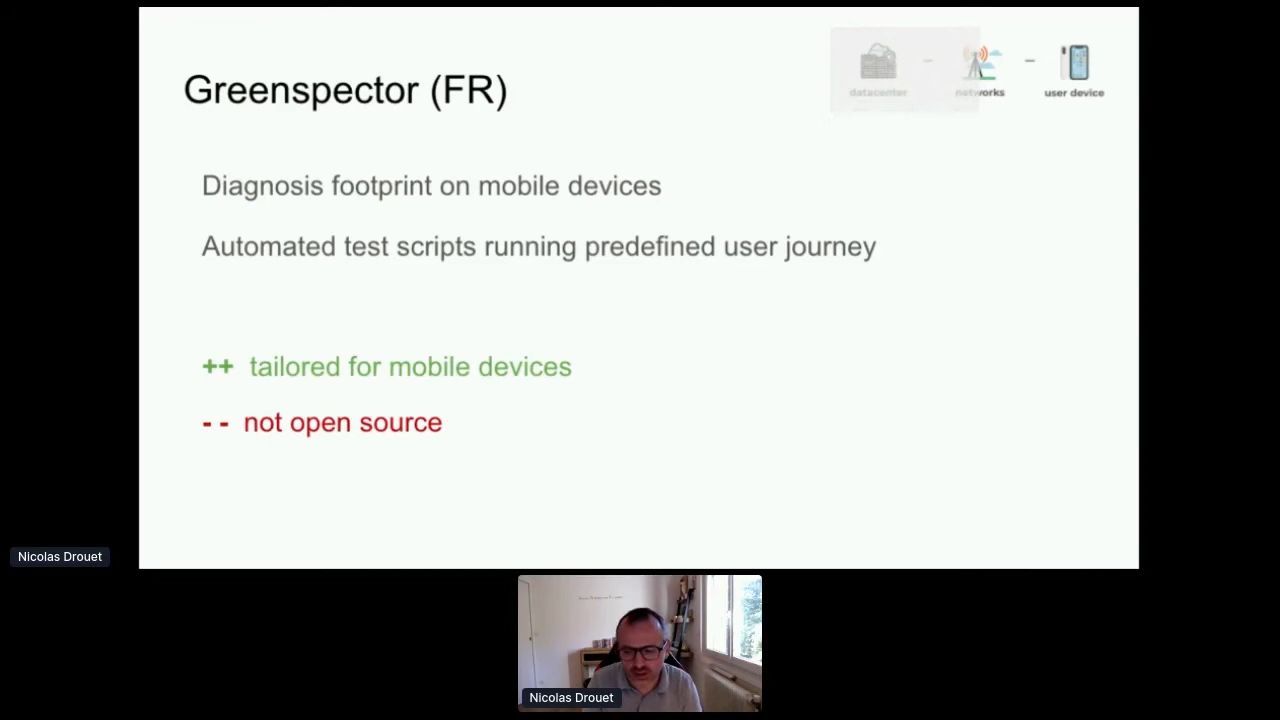 Greenspector (FR)
datacenter – networks – user device
Diagnosis footprint on mobile devices
Automated test scripts running predefined user journey
++ tailored for mobile devices
- - not open source
Nicolas Drouet
Nicolas Drouet